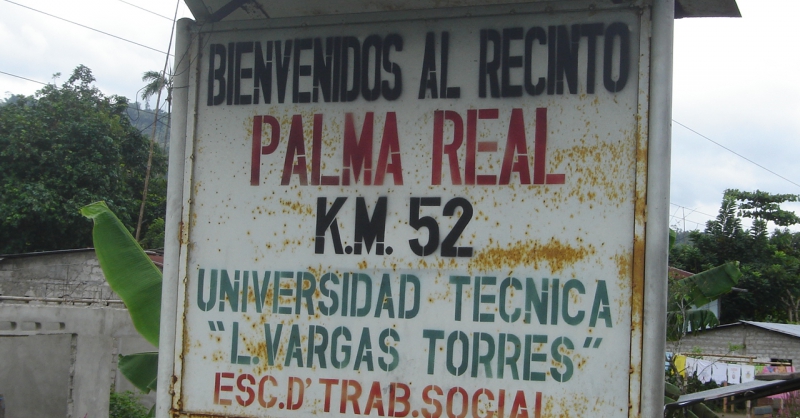 BIENVENIDOS AL RECINTO
PALMA REAL
K.M. 52
UNIVERSIDAD TECNICA
"L.VARGAS TORRES"
ESC.D' TRAB.SOCIAL